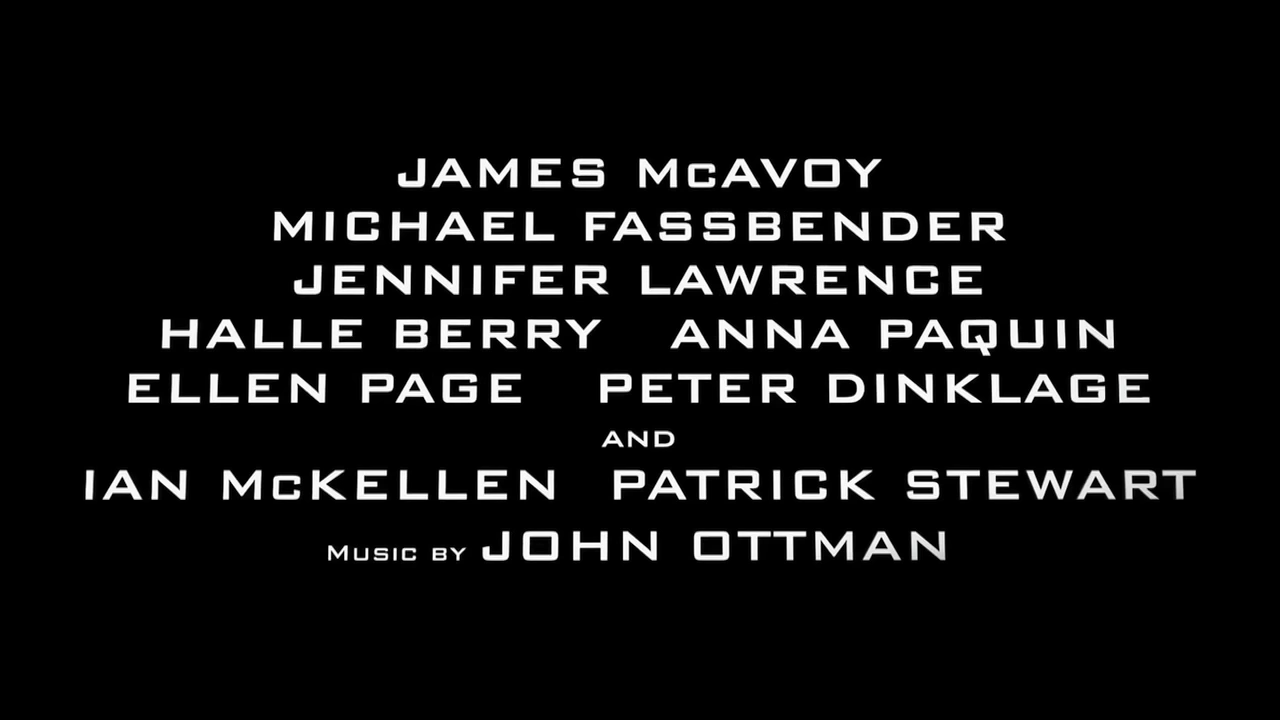 JAMES McAVOY
MICHAEL FASSBENDER
JENNIFER LAWRENCE
HALLE BERRY ANNA PAQUIN
ELLEN PAGE PETER DINKLAGE
AND
IAN McKELLEN PATRICK STEWART
MUSIC BY JOHN OTTMAN